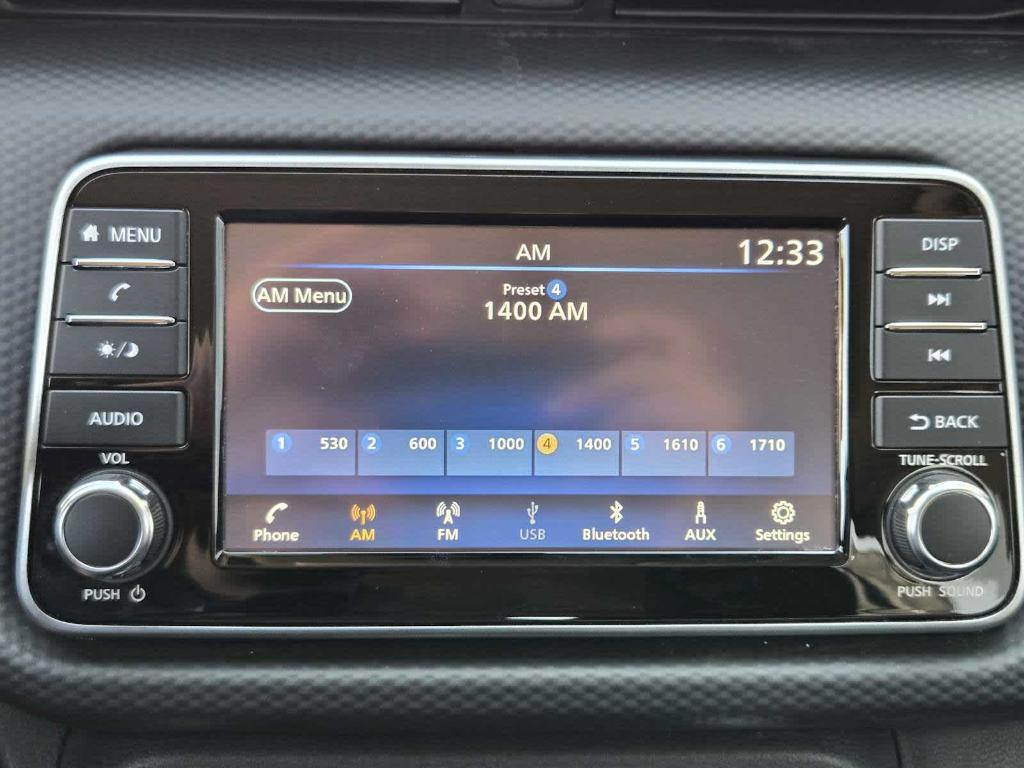 MENU
AUDIO
VOL
PUSH
AM
12:33
AM Menu
Preset 4
1400 AM
1 530 2 600 3 1000 4 1400 5 1610 6 1710
Phone AM FM USB Bluetooth AUX Settings
DISP
BACK
TUNE-SCROLL
PUSH SOUND